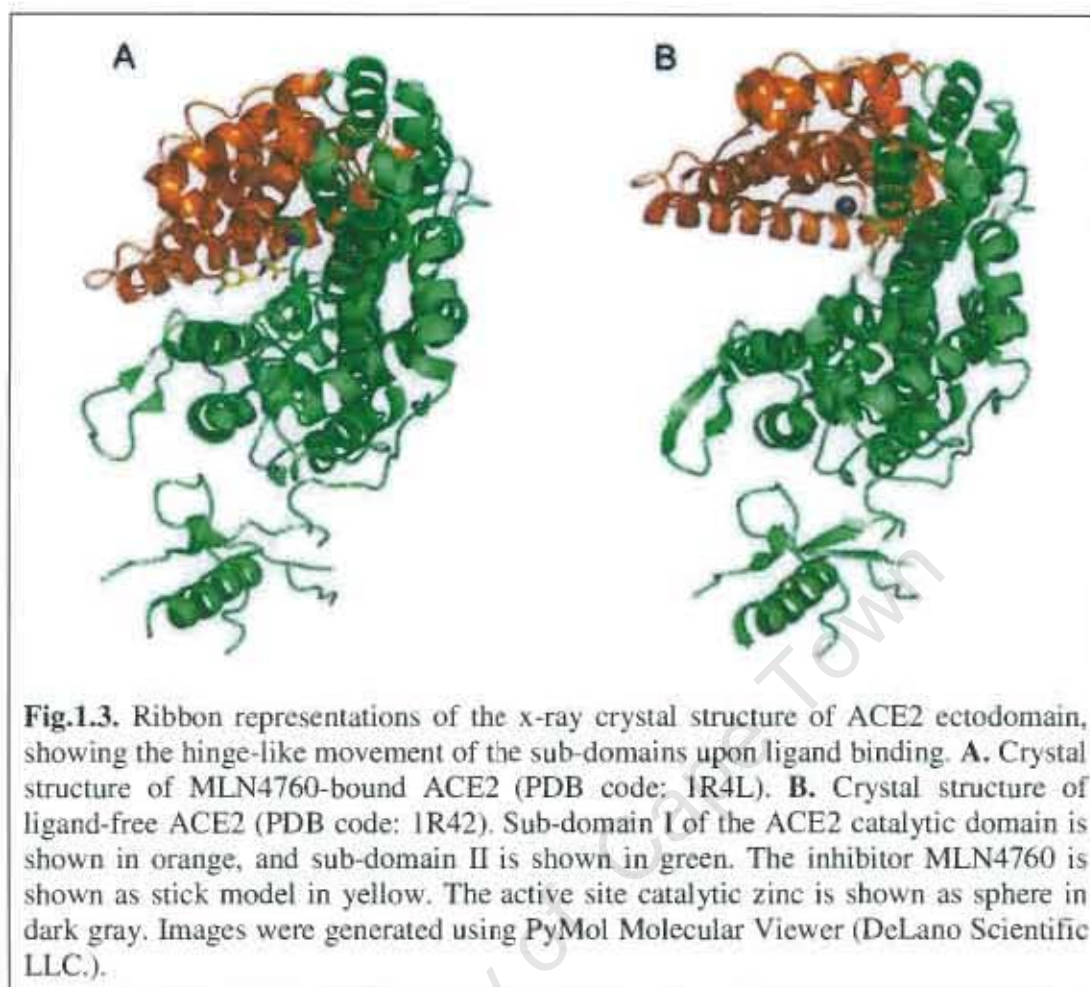 A
B
Fig.1.3. Ribbon representations of the x-ray crystal structure of ACE2 ectodomain,
showing the hinge-like movement of the sub-domains upon ligand binding. A. Crystal
structure of MLN4760-bound ACE2 (PDB code: 1R4L). B. Crystal structure of
ligand-free ACE2 (PDB code: 1R42). Sub-domain I of the ACE2 catalytic domain is
shown in orange, and sub-domain II is shown in green. The inhibitor MLN4760 is
shown as stick model in yellow. The active site catalytic zinc is shown as sphere in
dark gray. Images were generated using PyMol Molecular Viewer (DeLano Scientific
LLC.).
of Cape Town